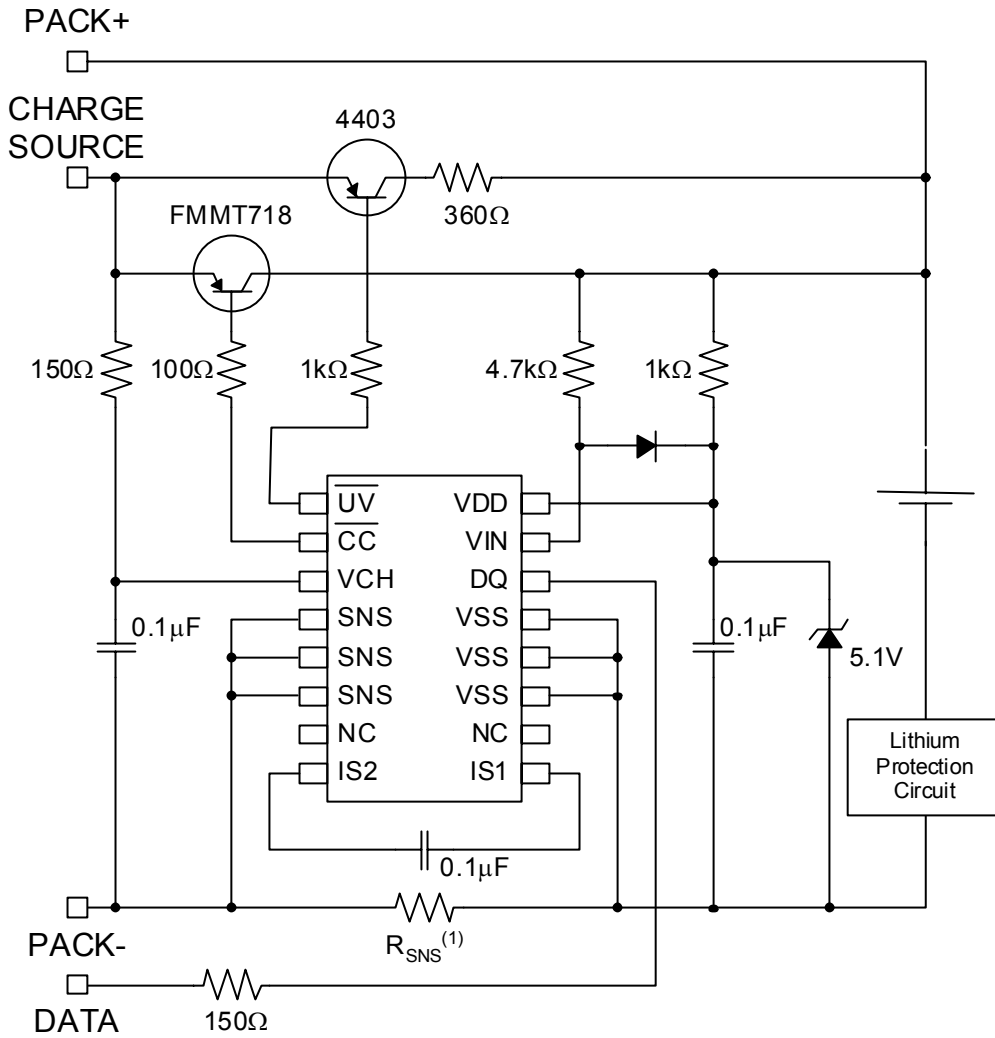 PACK+
CHARGE
SOURCE
4403
360Ω
FMMT718
150Ω
100Ω
1kΩ
4.7kΩ
1kΩ
UV
VDD
CC
VIN
VCH
DQ
SNS
VSS
SNS
VSS
SNS
VSS
NC
NC
IS2
IS1
0.1μF
0.1μF
5.1V
Lithium
Protection
Circuit
0.1μF
PACK-
RSNS(1)
DATA
150Ω